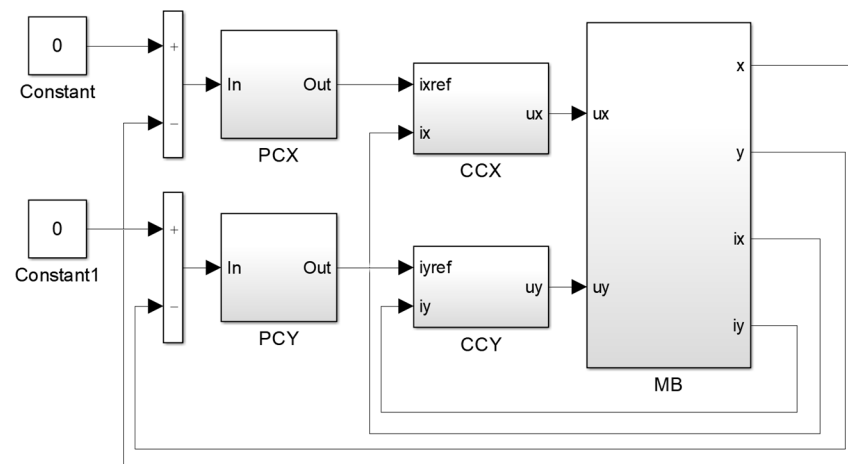 0
Constant
+
−
In
Out
PCX
ixref
ix
ux
CCX
0
Constant1
+
−
In
Out
PCY
iyref
iy
uy
CCY
ux
uy
x
y
ix
iy
MB